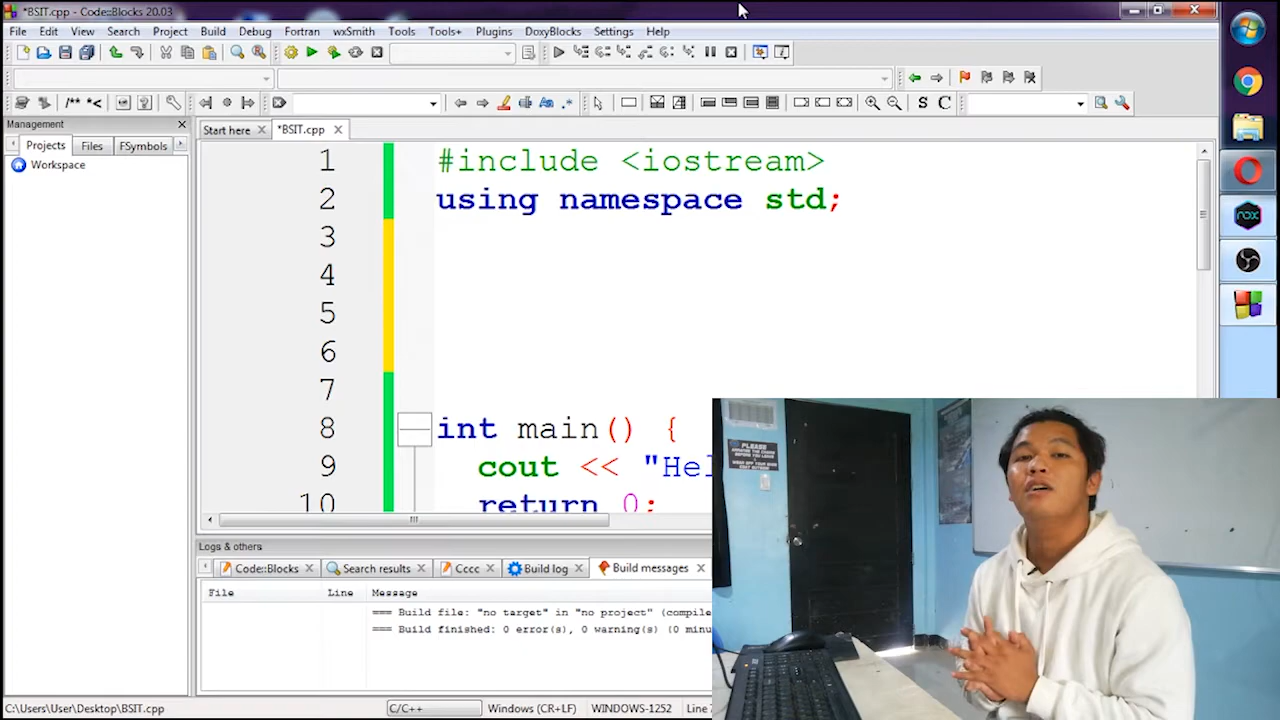 *BSIT.cpp - Code::Blocks 20.03
File Edit View Search Project Build Debug Fortran wxSmith Tools Tools+ Plugins DoxyBlocks Settings Help
/** *<
S C
Management
Projects Files FSymbols
Workspace
Start here *BSIT.cpp
1 #include <iostream>
2 using namespace std;
3
4
5
6
7
8 int main() {
9 cout << "Hel
10 return 0;
Logs & others
Code::Blocks Search results Cccc Build log Build messages
File Line Message
=== Build file: "no target" in "no project" (compile
=== Build finished: 0 error(s), 0 warning(s) (0 minu
C:\Users\User\Desktop\BSIT.cpp C/C++ Windows (CR+LF) WINDOWS-1252 Line 7
nox
PLEASE